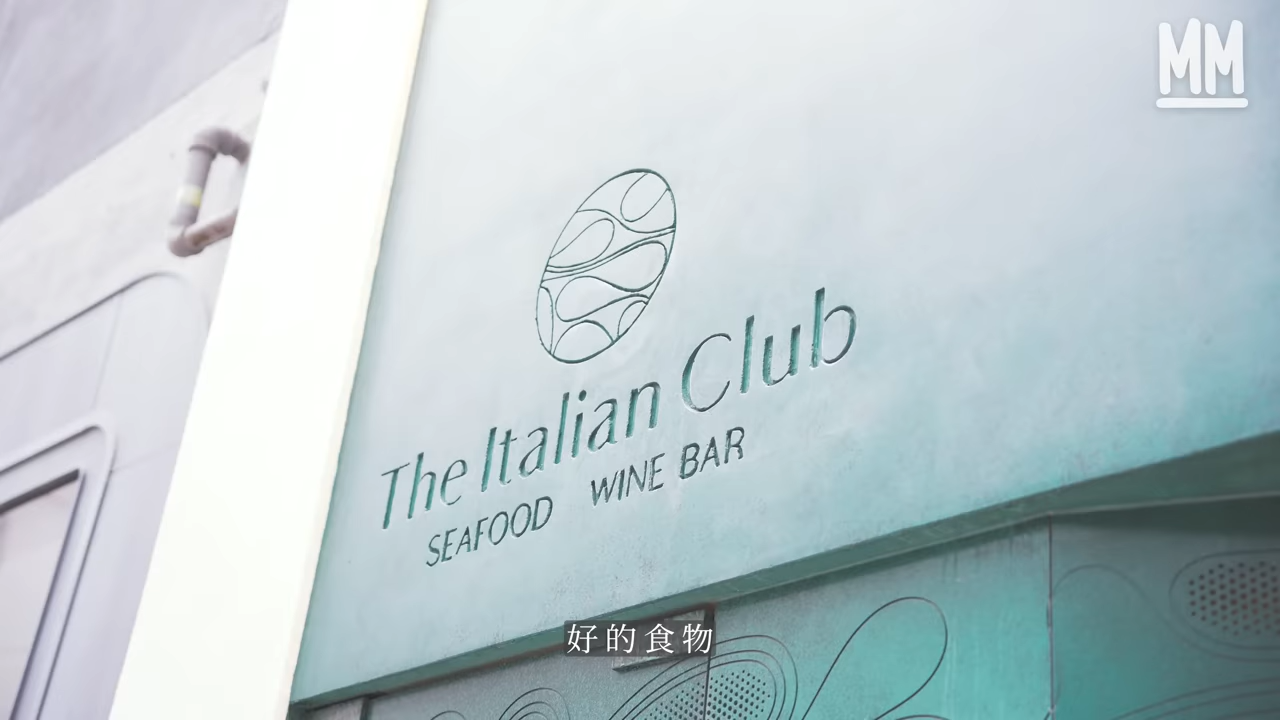 MM
The Italian Club
SEAFOOD WINE BAR
好的食物